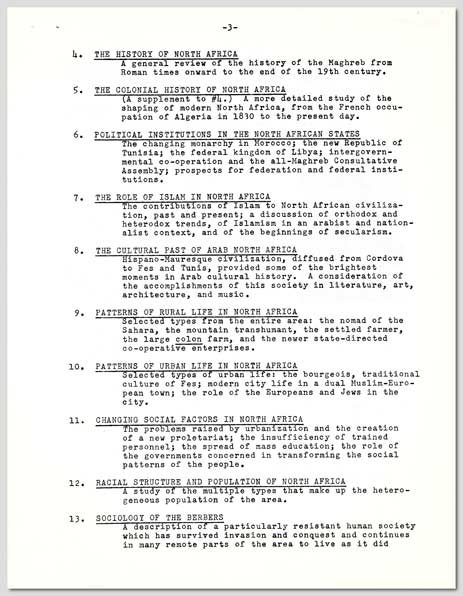 -3-
4. THE HISTORY OF NORTH AFRICA
A general review of the history of the Maghreb from
Roman times onward to the end of the 19th century.
5. THE COLONIAL HISTORY OF NORTH AFRICA
(A supplement to #4.) A more detailed study of the
shaping of modern North Africa, from the French occu-
pation of Algeria in 1830 to the present day.
6. POLITICAL INSTITUTIONS IN THE NORTH AFRICAN STATES
The changing monarchy in Morocco; the new Republic of
Tunisia; the federal kingdom of Libya; intergovern-
mental co-operation and the all-Maghreb Consultative
Assembly; prospects for federation and federal insti-
tutions.
7. THE ROLE OF ISLAM IN NORTH AFRICA
The contributions of Islam to North African civiliza-
tion, past and present; a discussion of orthodox and
heterodox trends, of Islamism in an arabist and nation-
alist context, and of the beginnings of secularism.
8. THE CULTURAL PAST OF ARAB NORTH AFRICA
Hispano-Mauresque civilization, diffused from Cordova
to Fes and Tunis, provided some of the brightest
moments in Arab cultural history. A consideration of
the accomplishments of this society in literature, art,
architecture, and music.
9. PATTERNS OF RURAL LIFE IN NORTH AFRICA
Selected types from the entire area: the nomad of the
Sahara, the mountain transhumant, the settled farmer,
the large colon farm, and the newer state-directed
co-operative enterprises.
10. PATTERNS OF URBAN LIFE IN NORTH AFRICA
Selected types of urban life: the bourgeois, traditional
culture of Fes; modern city life in a dual Muslim-Euro-
pean town; the role of the Europeans and Jews in the
city.
11. CHANGING SOCIAL FACTORS IN NORTH AFRICA
The problems raised by urbanization and the creation
of a new proletariat; the insufficiency of trained
personnel; the spread of mass education; the role of
the governments concerned in transforming the social
patterns of the people.
12. RACIAL STRUCTURE AND POPULATION OF NORTH AFRICA
A study of the multiple types that make up the hetero-
geneous population of the area.
13. SOCIOLOGY OF THE BERBERS
A description of a particularly resistant human society
which has survived invasion and conquest and continues
in many remote parts of the area to live as it did